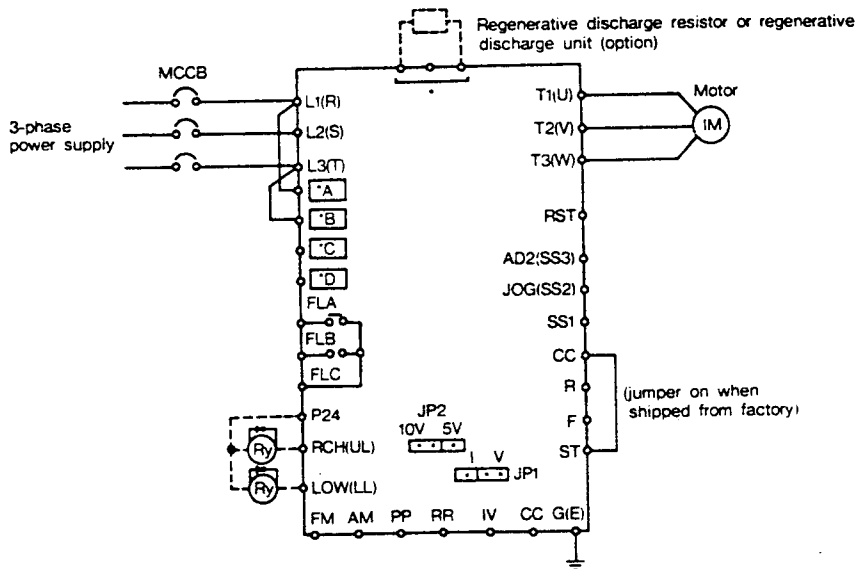 Regenerative discharge resistor or regenerative
discharge unit (option)
MCCB
3-phase
power supply
L1(R)
L2(S)
L3(T)
*A
*B
*C
*D
FLA
FLB
FLC
P24
RCH(UL)
LOW(LL)
Ry
Ry
*
T1(U)
T2(V)
T3(W)
Motor
IM
RST
AD2(SS3)
JOG(SS2)
SS1
CC
R
F
ST
(jumper on when
shipped from factory)
JP2
10V 5V
I V
JP1
FM AM PP RR IV CC G(E)